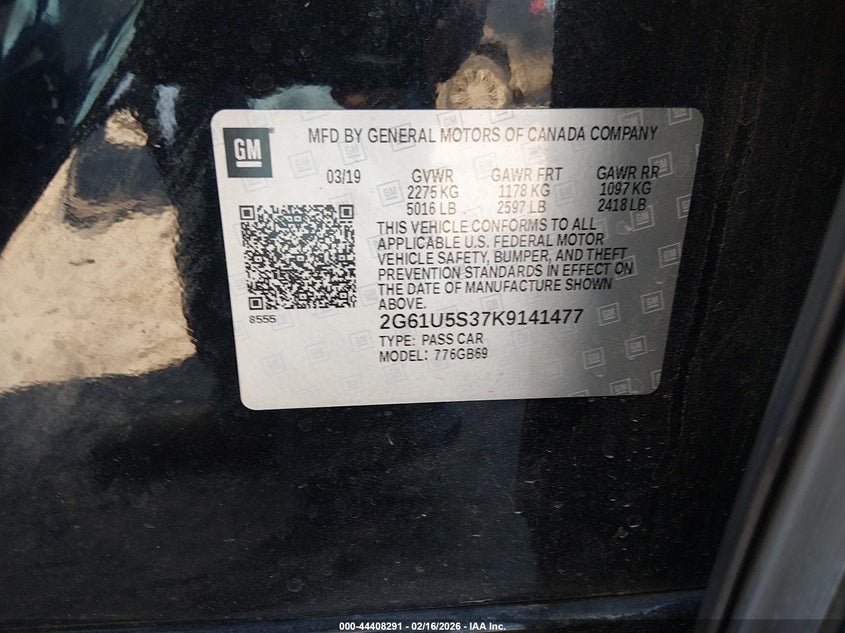 GM
MFD BY GENERAL MOTORS OF CANADA COMPANY
03/19 GVWR GAWR FRT GAWR RR
2275 KG 1178 KG 1097 KG
5016 LB 2597 LB 2418 LB
THIS VEHICLE CONFORMS TO ALL
APPLICABLE U.S. FEDERAL MOTOR
VEHICLE SAFETY, BUMPER, AND THEFT
PREVENTION STANDARDS IN EFFECT ON
THE DATE OF MANUFACTURE SHOWN
ABOVE.
8555
2G61U5S37K9141477
TYPE: PASS CAR
MODEL: 776GB69
000-44408291 - 02/16/2026 - IAA Inc.